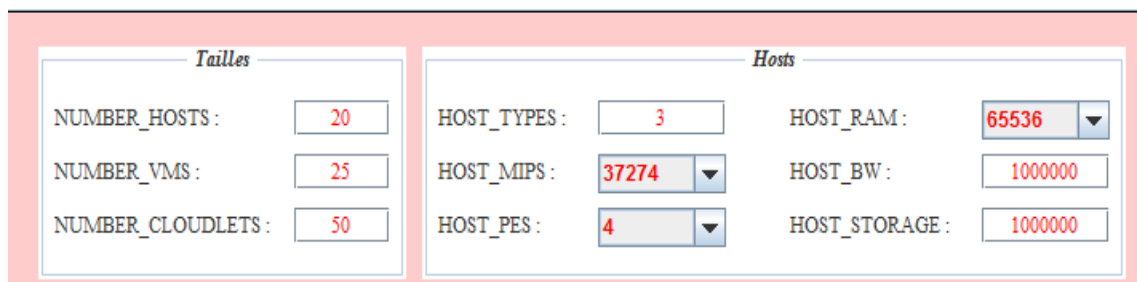 Tailles
NUMBER_HOSTS : 20
NUMBER_VMS : 25
NUMBER_CLOUDLETS : 50
Hosts
HOST_TYPES : 3 HOST_RAM : 65536
HOST_MIPS : 37274 HOST_BW : 1000000
HOST_PES : 4 HOST_STORAGE : 1000000